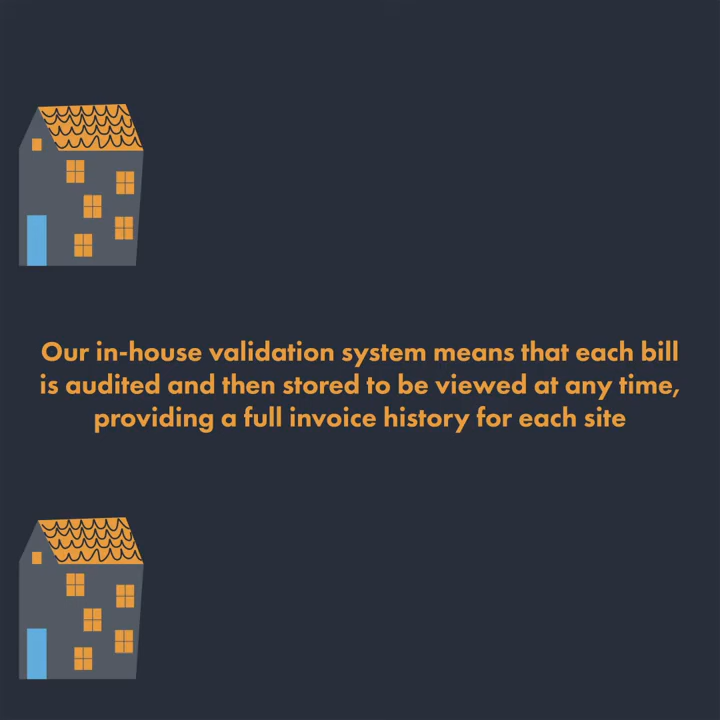 Our in-house validation system means that each bill
is audited and then stored to be viewed at any time,
providing a full invoice history for each site